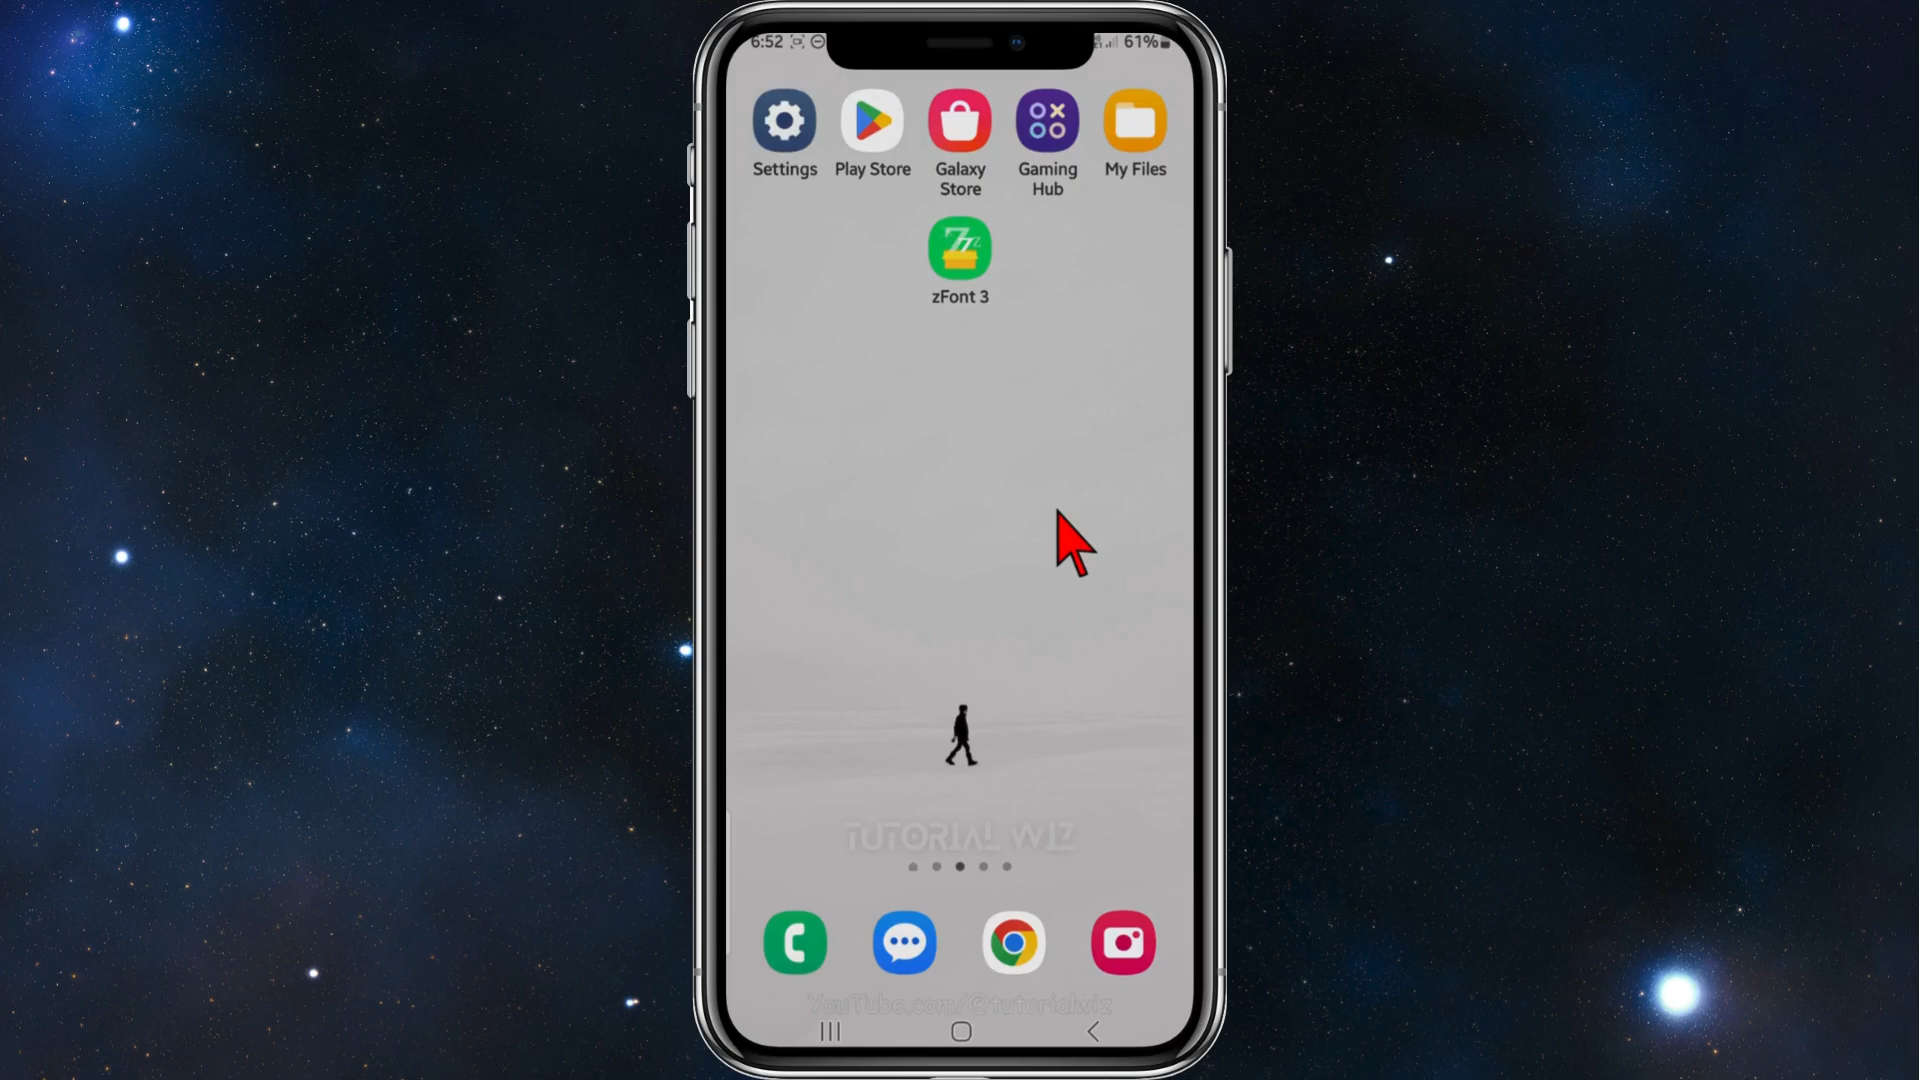 6:52 61%
Settings Play Store Galaxy Store Gaming Hub My Files
zFont 3
TUTORIAL WIZ
YouTube.com/@tutorialwiz